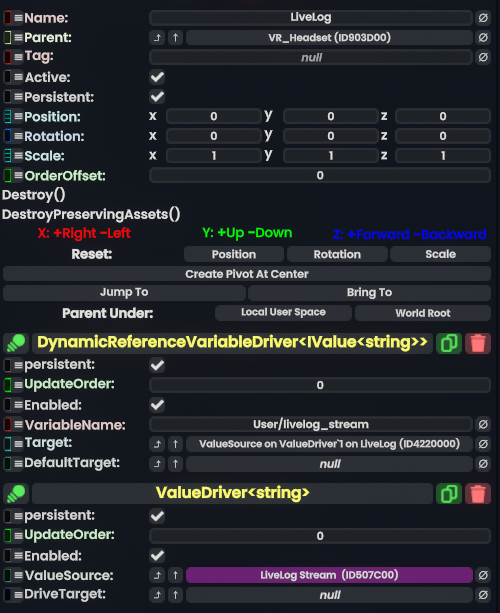 Name: LiveLog ∅
Parent: ⤴ ↑ VR_Headset (ID903D00) ∅
Tag: null ∅
Active:
Persistent:
Position: x 0 y 0 z 0
Rotation: x 0 y 0 z 0
Scale: x 1 y 1 z 1
OrderOffset: 0
Destroy()
DestroyPreservingAssets()
X: +Right -Left Y: +Up -Down Z: +Forward -Backward
Reset: Position Rotation Scale
Create Pivot At Center
Jump To Bring To
Parent Under: Local User Space World Root
DynamicReferenceVariableDriver<IValue<string>>
persistent:
UpdateOrder: 0
Enabled:
VariableName: User/livelog_stream ∅
Target: ⤴ ↑ ValueSource on ValueDriver`1 on LiveLog (ID4220000) ∅
DefaultTarget: ⤴ ↑ null ∅
ValueDriver<string>
persistent:
UpdateOrder: 0
Enabled:
ValueSource: ⤴ ↑ LiveLog Stream (ID507C00) ∅
DriveTarget: ⤴ ↑ null ∅